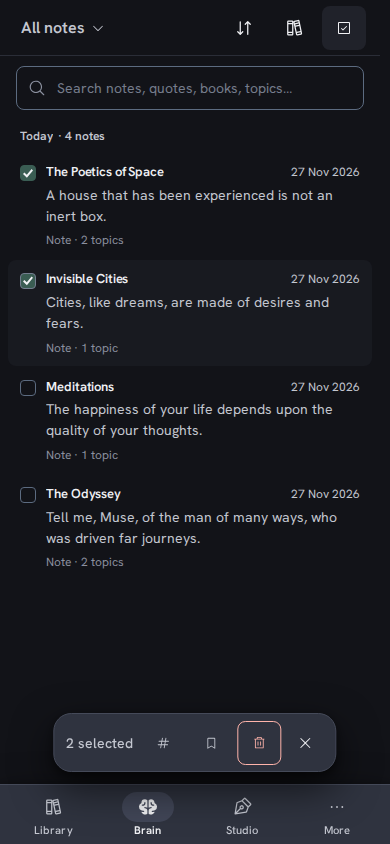 All notes
Search notes, quotes, books, topics...
Today · 4 notes
The Poetics of Space 27 Nov 2026
A house that has been experienced is not an
inert box.
Note · 2 topics
Invisible Cities 27 Nov 2026
Cities, like dreams, are made of desires and
fears.
Note · 1 topic
Meditations 27 Nov 2026
The happiness of your life depends upon the
quality of your thoughts.
Note · 1 topic
The Odyssey 27 Nov 2026
Tell me, Muse, of the man of many ways, who
was driven far journeys.
Note · 2 topics
2 selected
Library Brain Studio More